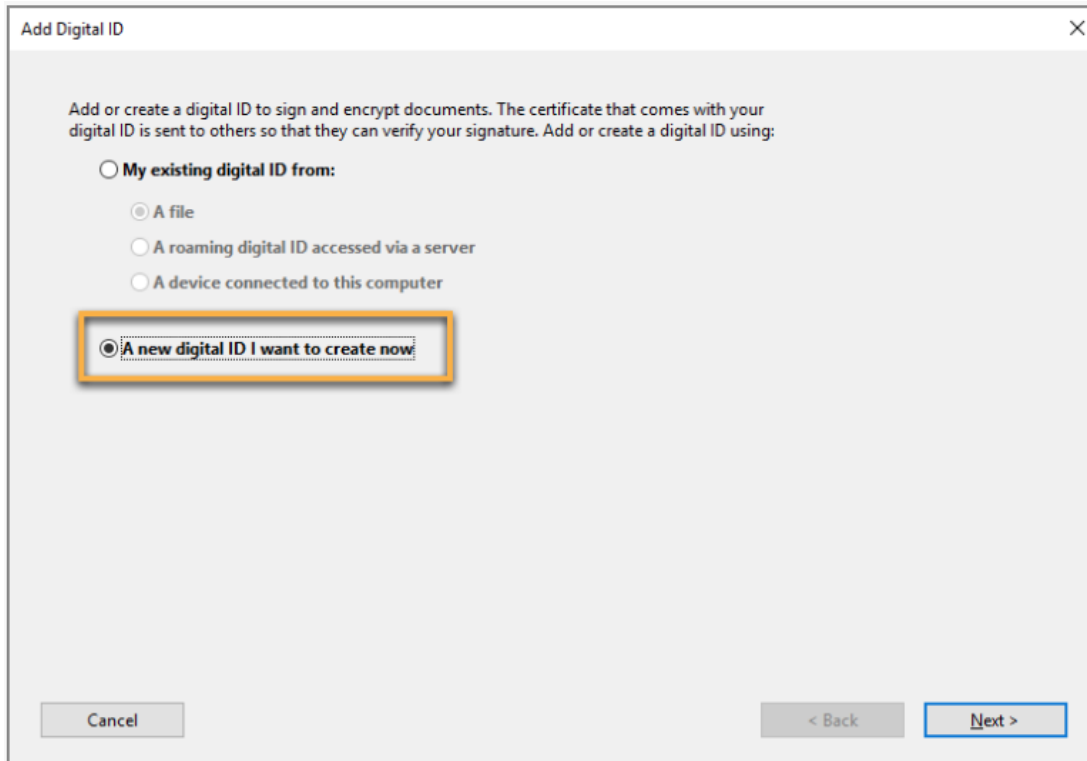 Add Digital ID
Add or create a digital ID to sign and encrypt documents. The certificate that comes with your
digital ID is sent to others so that they can verify your signature. Add or create a digital ID using:
My existing digital ID from:
A file
A roaming digital ID accessed via a server
A device connected to this computer
A new digital ID I want to create now
Cancel
< Back
Next >